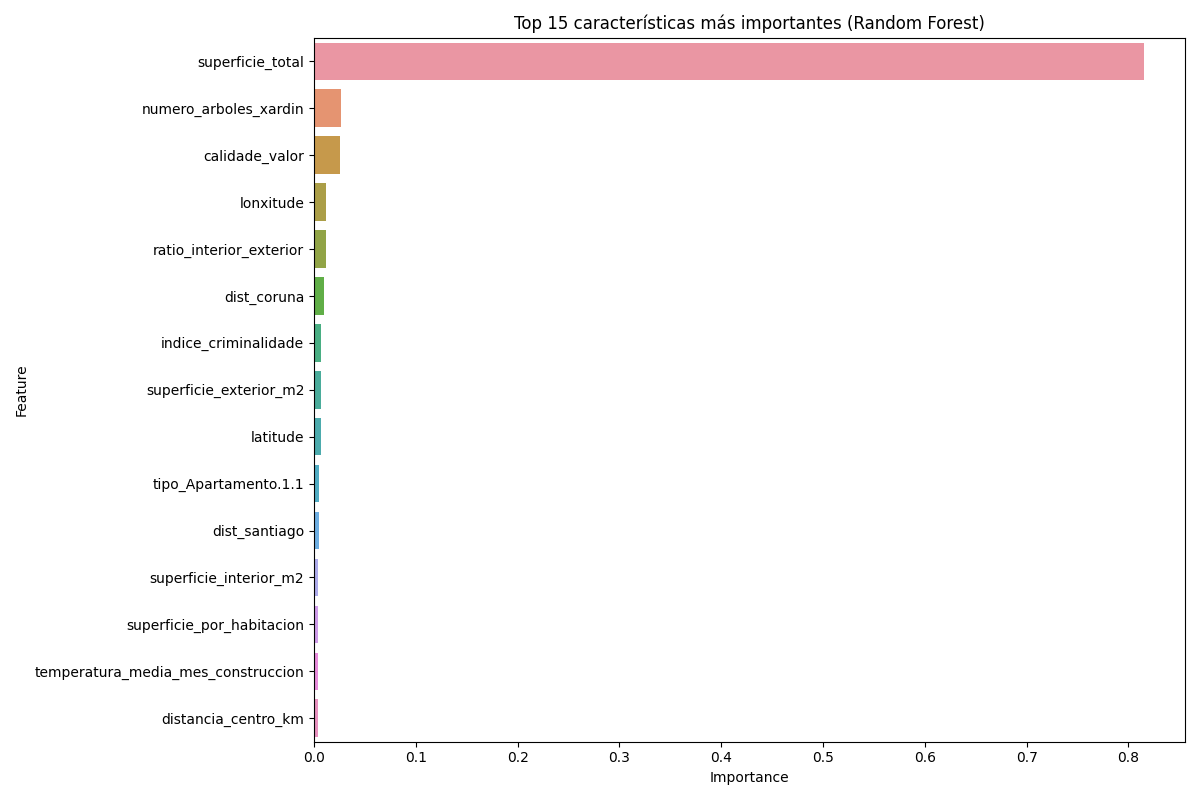 Top 15 características más importantes (Random Forest)
superficie_total
numero_arboles_xardin
calidade_valor
lonxitude
ratio_interior_exterior
dist_coruna
indice_criminalidade
superficie_exterior_m2
latitude
tipo_Apartamento.1.1
dist_santiago
superficie_interior_m2
superficie_por_habitacion
temperatura_media_mes_construccion
distancia_centro_km
Feature
0.0 0.1 0.2 0.3 0.4 0.5 0.6 0.7 0.8
Importance